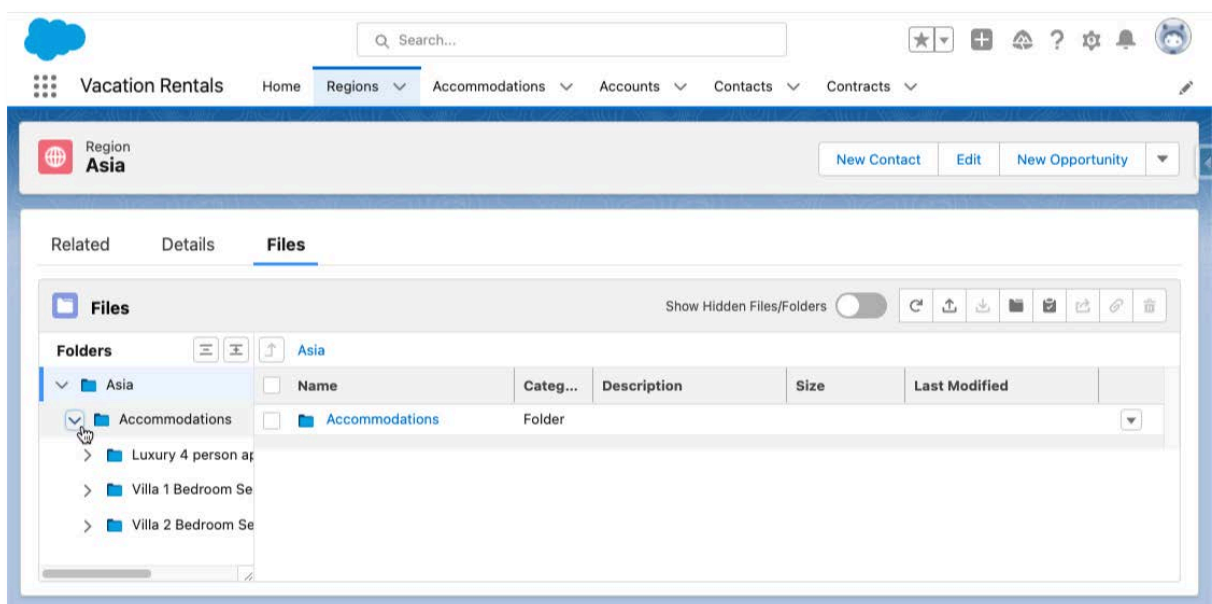 Search...
Vacation Rentals Home Regions Accommodations Accounts Contacts Contracts
Region
Asia
New Contact Edit New Opportunity
Related Details Files
Files
Show Hidden Files/Folders
Folders
Asia
Name Categ... Description Size Last Modified
Asia
Accommodations
Accommodations Folder
Luxury 4 person ap
Villa 1 Bedroom Se
Villa 2 Bedroom Se